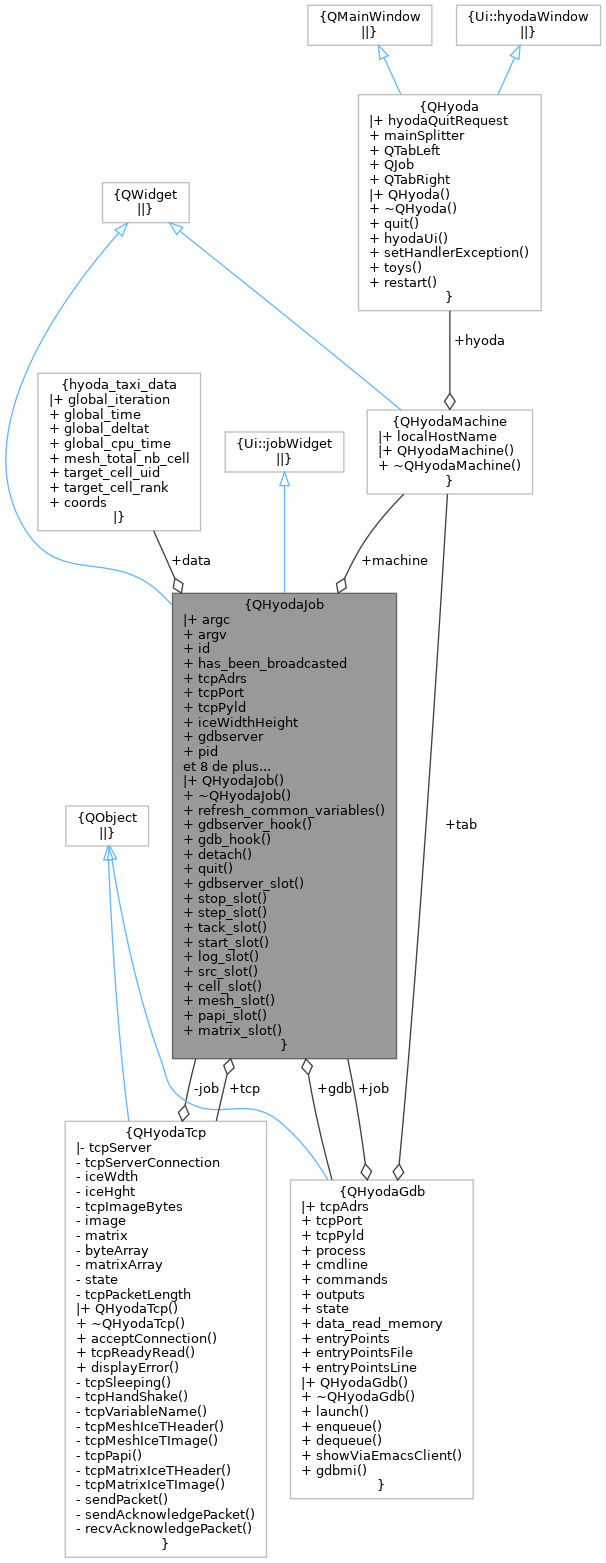 {QMainWindow
||}
{Ui::hyodaWindow
||}
{QHyoda
|+ hyodaQuitRequest
+ mainSplitter
+ QTabLeft
+ QJob
+ QTabRight
|+ QHyoda()
+ ~QHyoda()
+ quit()
+ hyodaUi()
+ setHandlerException()
+ toys()
+ restart()
}
{QWidget
||}
+hyoda
{hyoda_taxi_data
|+ global_iteration
+ global_time
+ global_deltat
+ global_cpu_time
+ mesh_total_nb_cell
+ target_cell_uid
+ target_cell_rank
+ coords
|}
{Ui::jobWidget
||}
{QHyodaMachine
|+ localHostName
|+ QHyodaMachine()
+ ~QHyodaMachine()
}
+data
+machine
{QHyodaJob
|+ argc
+ argv
+ id
+ has_been_broadcasted
+ tcpAdrs
+ tcpPort
+ tcpPyld
+ iceWidthHeight
+ gdbserver
+ pid
et 8 de plus...
|+ QHyodaJob()
+ ~QHyodaJob()
+ refresh_common_variables()
+ gdbserver_hook()
+ gdb_hook()
+ detach()
+ quit()
+ gdbserver_slot()
+ stop_slot()
+ step_slot()
+ tack_slot()
+ start_slot()
+ log_slot()
+ src_slot()
+ cell_slot()
+ mesh_slot()
+ papi_slot()
+ matrix_slot()
}
{QObject
||}
+tab
-job
+tcp
+gdb
+job
{QHyodaTcp
|- tcpServer
- tcpServerConnection
- iceWdth
- iceHght
- tcpImageBytes
- image
- matrix
- byteArray
- matrixArray
- state
- tcpPacketLength
|+ QHyodaTcp()
+ ~QHyodaTcp()
+ acceptConnection()
+ tcpReadyRead()
+ displayError()
- tcpSleeping()
- tcpHandShake()
- tcpVariableName()
- tcpMeshIceTHeader()
- tcpMeshIceTImage()
- tcpPapi()
- tcpMatrixIceTHeader()
- tcpMatrixIceTImage()
- sendPacket()
- sendAcknowledgePacket()
- recvAcknowledgePacket()
}
{QHyodaGdb
|+ tcpAdrs
+ tcpPort
+ tcpPyld
+ process
+ cmdline
+ commands
+ outputs
+ state
+ data_read_memory
+ entryPoints
+ entryPointsFile
+ entryPointsLine
|+ QHyodaGdb()
+ ~QHyodaGdb()
+ launch()
+ enqueue()
+ dequeue()
+ showViaEmacsClient()
+ gdbmi()
}